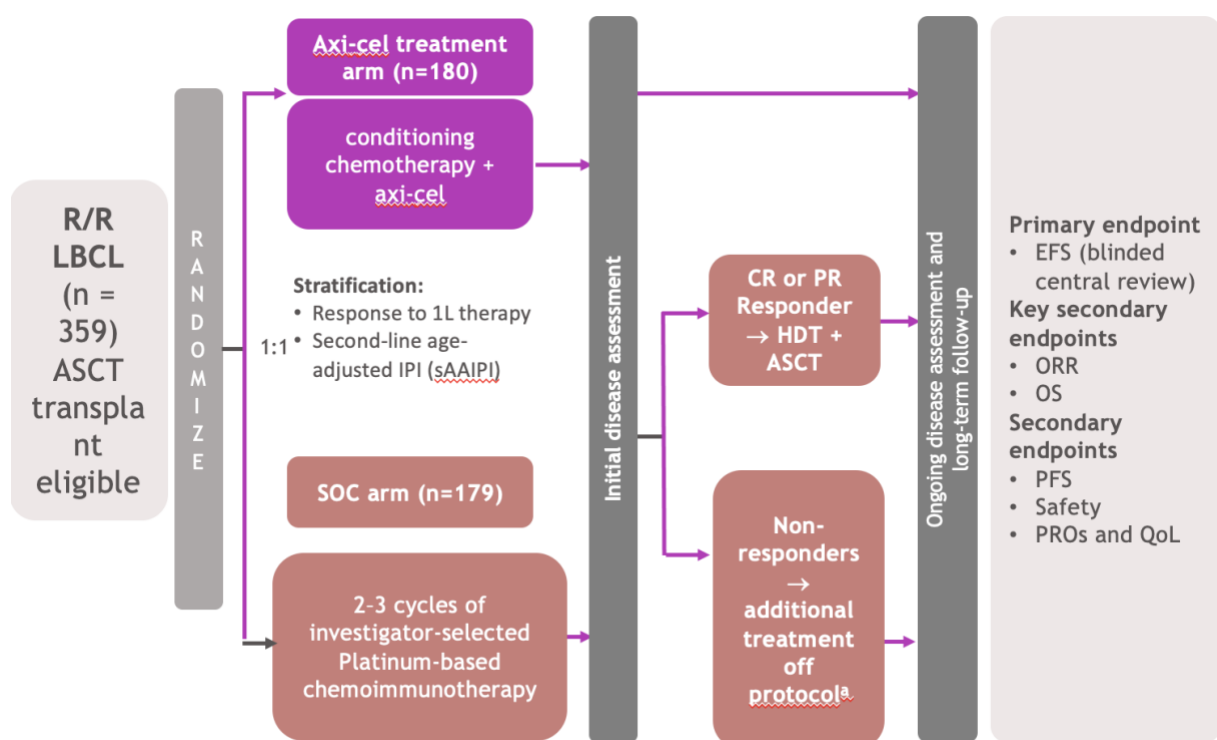 R/R
LBCL
(n =
359)
ASCT
transpla
nt
eligible
R
A
N
D
O
M
I
Z
E
1:1
Axi-cel treatment
arm (n=180)
conditioning
chemotherapy +
axi-cel
Stratification:
• Response to 1L therapy
• Second-line age-
adjusted IPI (sAAIPI)
SOC arm (n=179)
2–3 cycles of
investigator-selected
Platinum-based
chemoimmunotherapy
Initial disease assessment
CR or PR
Responder
→ HDT +
ASCT
Non-
responders
→
additional
treatment
off
protocolᵃ
Ongoing disease assessment and
long-term follow-up
Primary endpoint
• EFS (blinded
central review)
Key secondary
endpoints
• ORR
• OS
Secondary
endpoints
• PFS
• Safety
• PROs and QoL